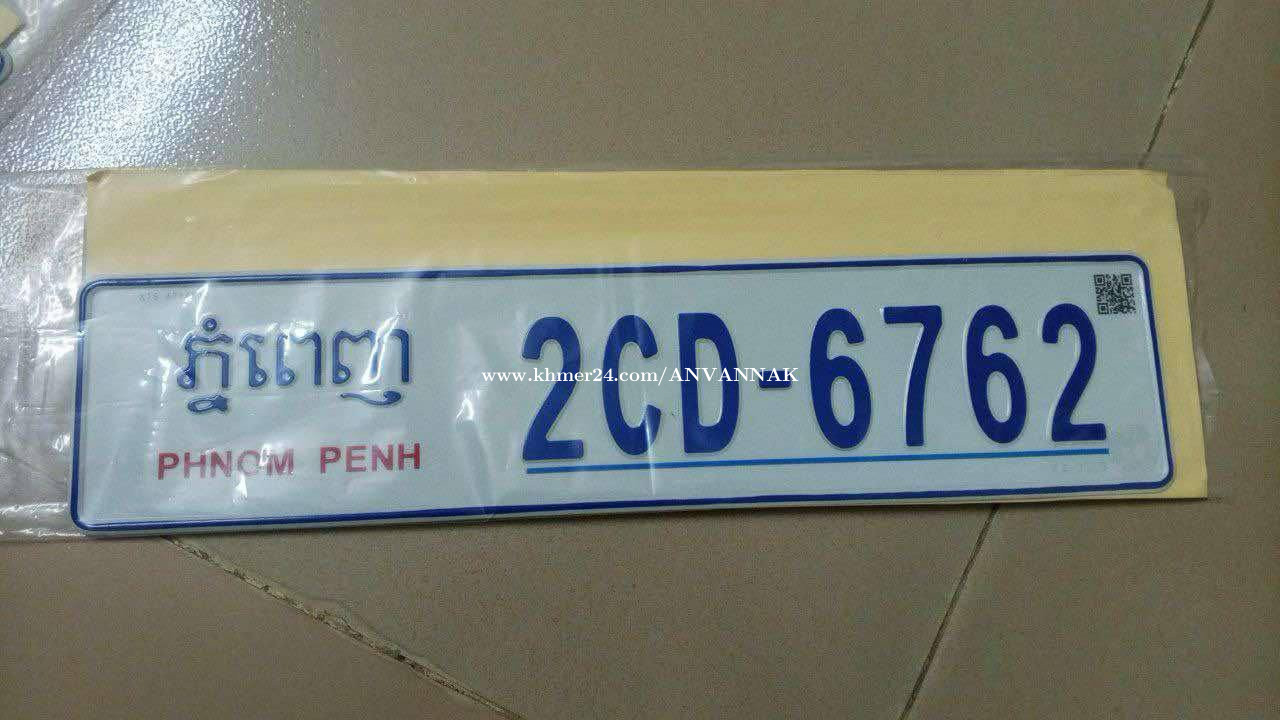 ភ្នំពេញ
PHNOM PENH
2CD-6762
www.khmer24.com/ANVANNAK